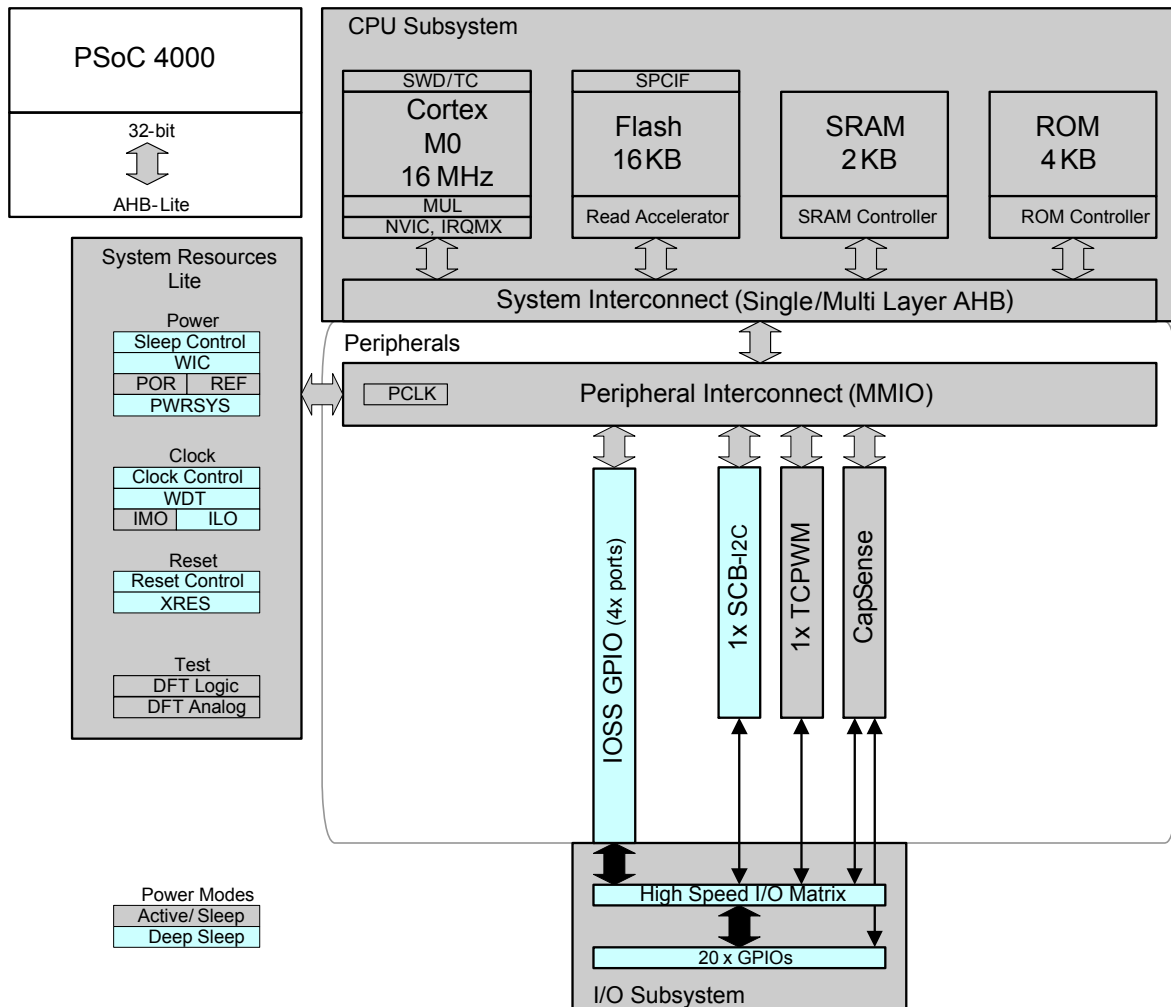 PSoC 4000
32-bit
AHB-Lite
CPU Subsystem
SWD/TC
Cortex
M0
16 MHz
MUL
NVIC, IRQMX
SPCIF
Flash
16 KB
Read Accelerator
SRAM
2 KB
SRAM Controller
ROM
4 KB
ROM Controller
System Interconnect (Single/Multi Layer AHB)
System Resources
Lite
Power
Sleep Control
WIC
POR REF
PWRSYS
Clock
Clock Control
WDT
IMO ILO
Reset
Reset Control
XRES
Test
DFT Logic
DFT Analog
Peripherals
PCLK
Peripheral Interconnect (MMIO)
IOSS GPIO (4x ports)
1x SCB-I2C
1x TCPWM
CapSense
High Speed I/O Matrix
20 x GPIOs
I/O Subsystem
Power Modes
Active/ Sleep
Deep Sleep